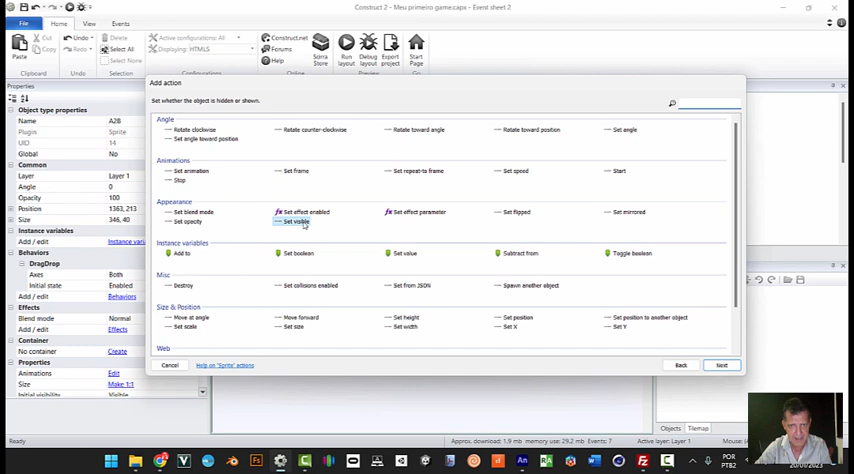 Construct 2 - Meu primeiro game.capx - Event sheet 2
File Home View Events
Paste Cut Copy Undo Redo Delete Select All Select None
Active configurations: All
Displaying: HTML5
Construct.net Forums Help Scirra Store Run layout Debug layout Export project Start Page
Clipboard Undo Selection Configurations Online Preview Go
Properties
Object type properties
Name A2B
Plugin Sprite
UID 14
Global No
Common
Layer Layer 1
Angle 0
Opacity 100
Position 1363, 213
Size 346, 40
Instance variables
Add / edit Instance variab
Behaviors
DragDrop
Axes Both
Initial state Enabled
Add / edit Behaviors
Effects
Blend mode Normal
Add / edit Effects
Container
No container Create
Properties
Animations Edit
Size Make 1:1
Initial visibility Visible
Add action
Set whether the object is hidden or shown.
Angle
Rotate clockwise Rotate counter-clockwise Rotate toward angle Rotate toward position Set angle
Set angle toward position
Animations
Set animation Set frame Set repeat-to frame Set speed Start
Stop
Appearance
Set blend mode Set effect enabled Set effect parameter Set flipped Set mirrored
Set opacity Set visible
Instance variables
Add to Set boolean Set value Subtract from Toggle boolean
Misc
Destroy Set collisions enabled Set from JSON Spawn another object
Size & Position
Move at angle Move forward Set height Set position Set position to another object
Set scale Set size Set width Set X Set Y
Web
Cancel Help on 'Sprite' actions Back Next
Objects Tilemap
Ready Approx. download: 1.9 mb memory use: 29.2 mb Events: 7 Active layer: Layer 1 Mouse:
POR
PTB2
20/01/2023